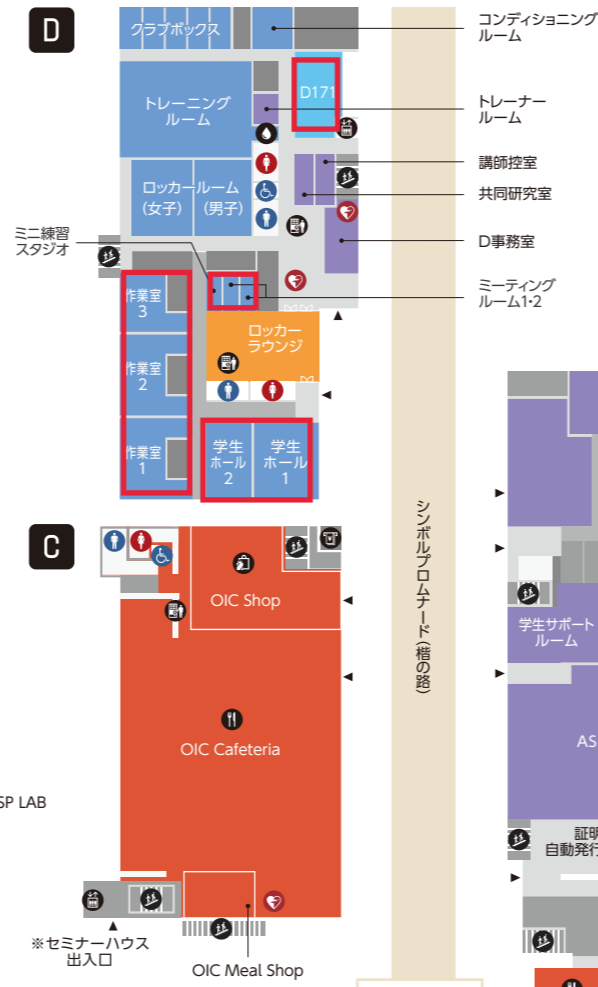 D
クラブボックス
コンディショニング
ルーム
トレーニング
ルーム
D171
トレーナー
ルーム
講師控室
共同研究室
ロッカールーム
(女子)
(男子)
D事務室
ミニ練習
スタジオ
ミーティング
ルーム1・2
作業室
3
ロッカー
ラウンジ
作業室
2
作業室
1
学生
ホール
2
学生
ホール
1
C
OIC Shop
シンボルプロムナード(楷の路)
学生サポート
ルーム
OIC Cafeteria
AS
SP LAB
証明
自動発行
※セミナーハウス
出入口
OIC Meal Shop